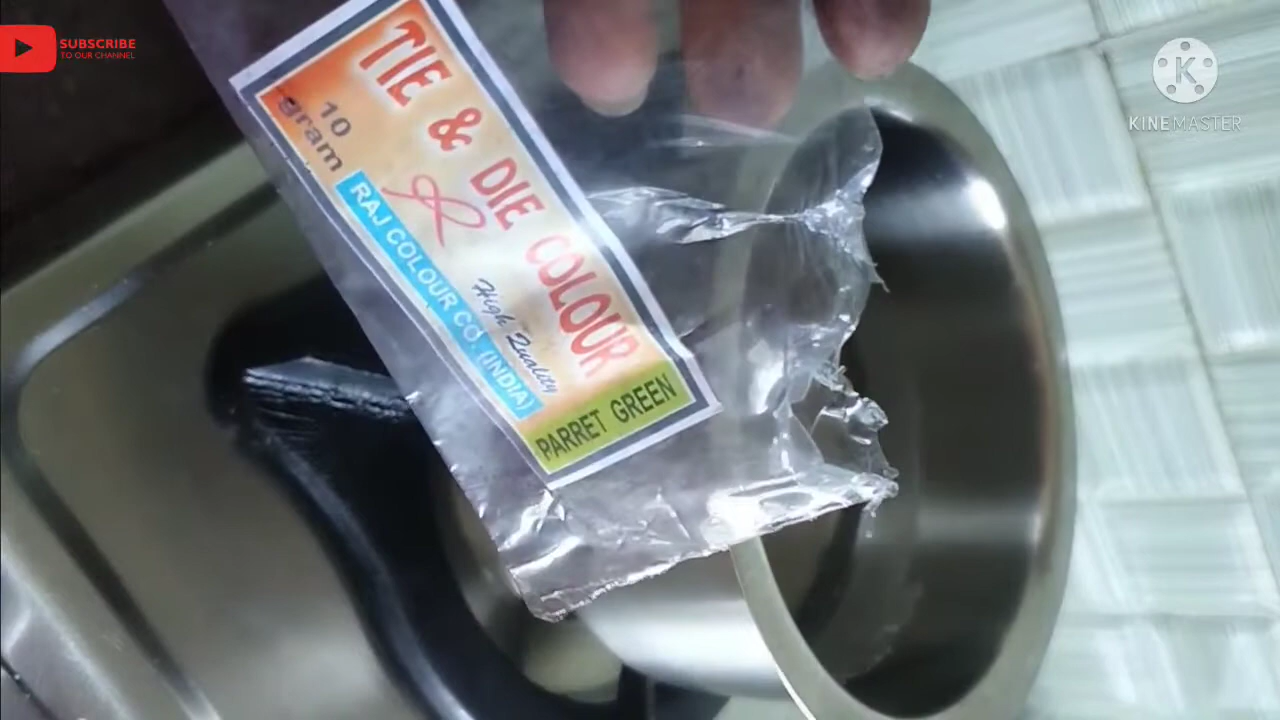 SUBSCRIBE
TO OUR CHANNEL
K
KINEMASTER
TIE & DIE COLOUR
10
gram
High Quality
RAJ COLOUR CO. (INDIA)
PARRET GREEN